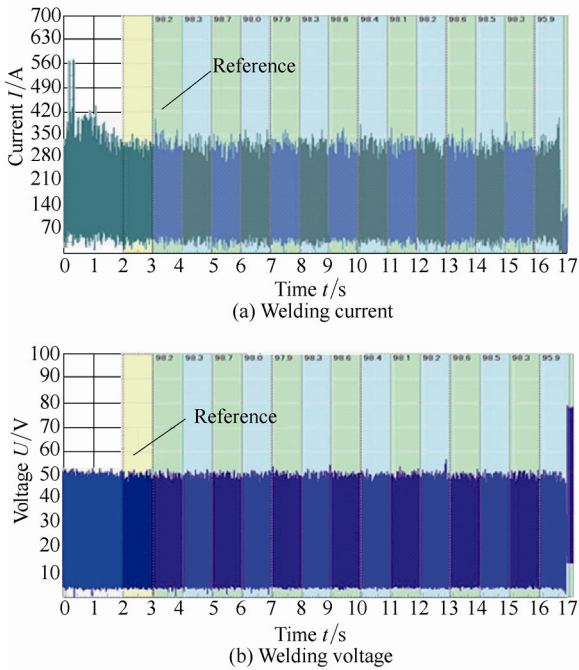 700
630
560
490
420
350
280
210
140
70
Current I/A
98.2 98.3 98.7 98.0 97.9 98.3 98.6 98.4 98.1 98.2 98.6 98.5 98.3 95.9
Reference
0 1 2 3 4 5 6 7 8 9 10 11 12 13 14 15 16 17
Time t/s
(a) Welding current
100
90
80
70
60
50
40
30
20
10
Voltage U/V
98.2 98.3 98.7 98.0 97.9 98.3 98.6 98.4 98.1 98.2 98.6 98.5 98.3 95.9
Reference
0 1 2 3 4 5 6 7 8 9 10 11 12 13 14 15 16 17
Time t/s
(b) Welding voltage